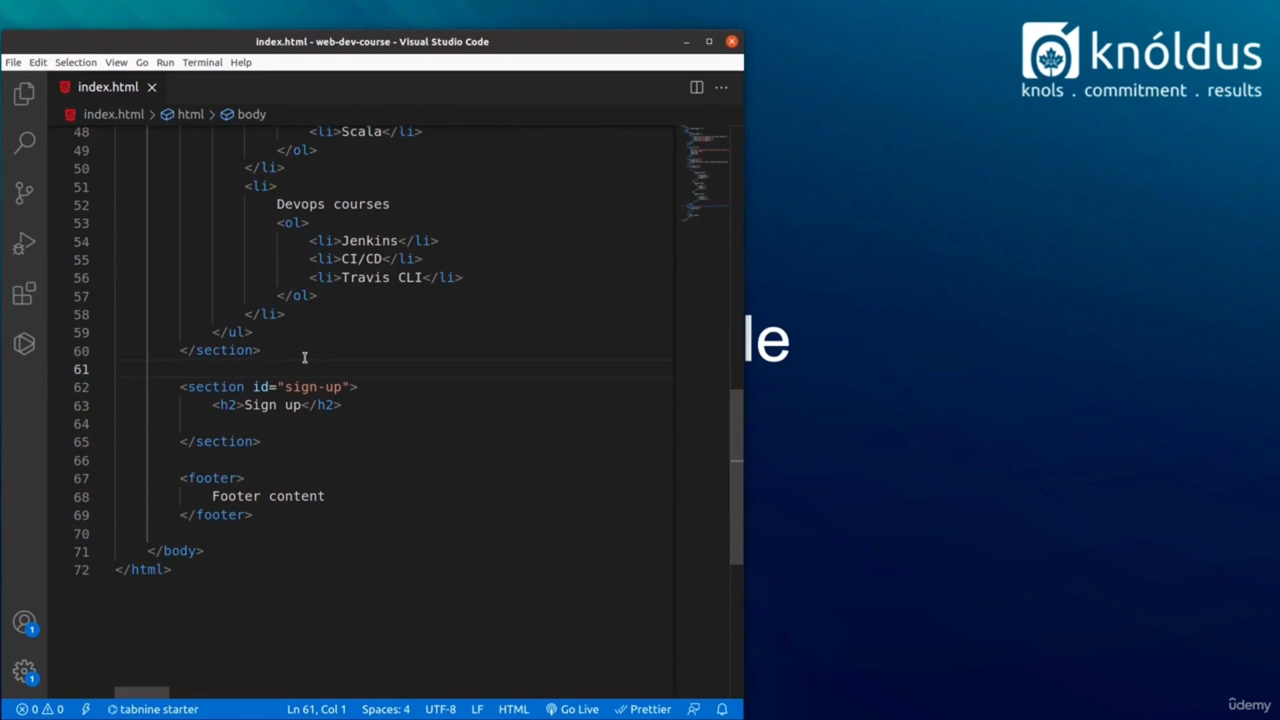 index.html - web-dev-course - Visual Studio Code
File Edit Selection View Go Run Terminal Help
index.html
index.html > html > body
48 <li>Scala</li>
49 </ol>
50 </li>
51 <li>
52 Devops courses
53 <ol>
54 <li>Jenkins</li>
55 <li>CI/CD</li>
56 <li>Travis CLI</li>
57 </ol>
58 </li>
59 </ul>
60 </section>
61
62 <section id="sign-up">
63 <h2>Sign up</h2>
64
65 </section>
66
67 <footer>
68 Footer content
69 </footer>
70
71 </body>
72 </html>
1
1
0 0 tabnine starter Ln 61, Col 1 Spaces: 4 UTF-8 LF HTML Go Live Prettier
knóldus
knols . commitment . results
le
ûdemy